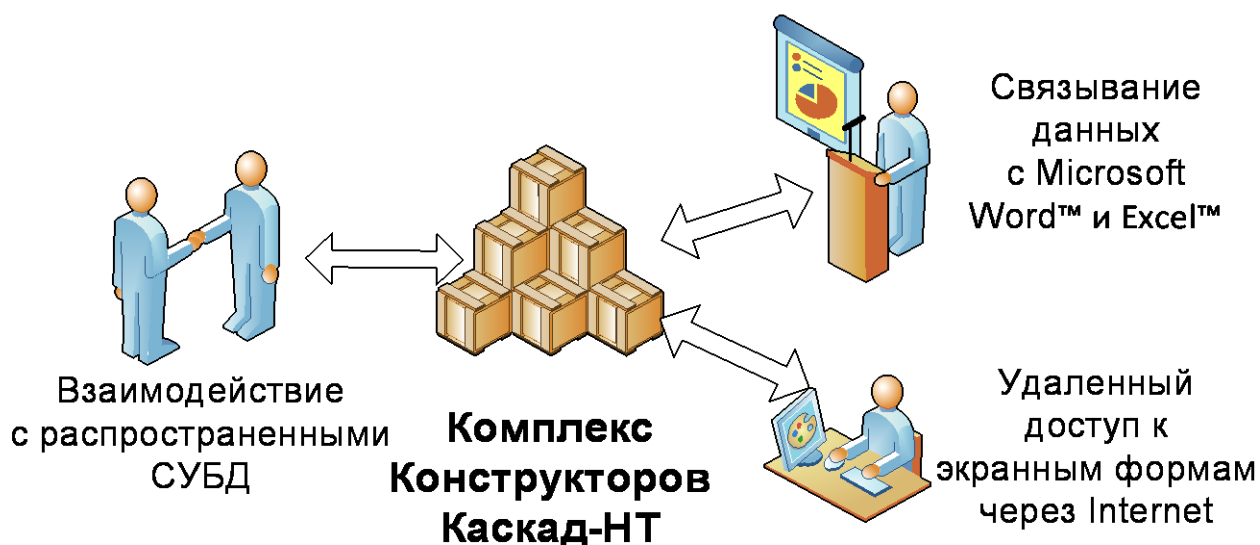 Взаимодействие
с распространенными
СУБД
Комплекс
Конструкторов
Каскад-НТ
Связывание
данных
с Microsoft
Word™ и Excel™
Удаленный
доступ к
экранным формам
через Internet